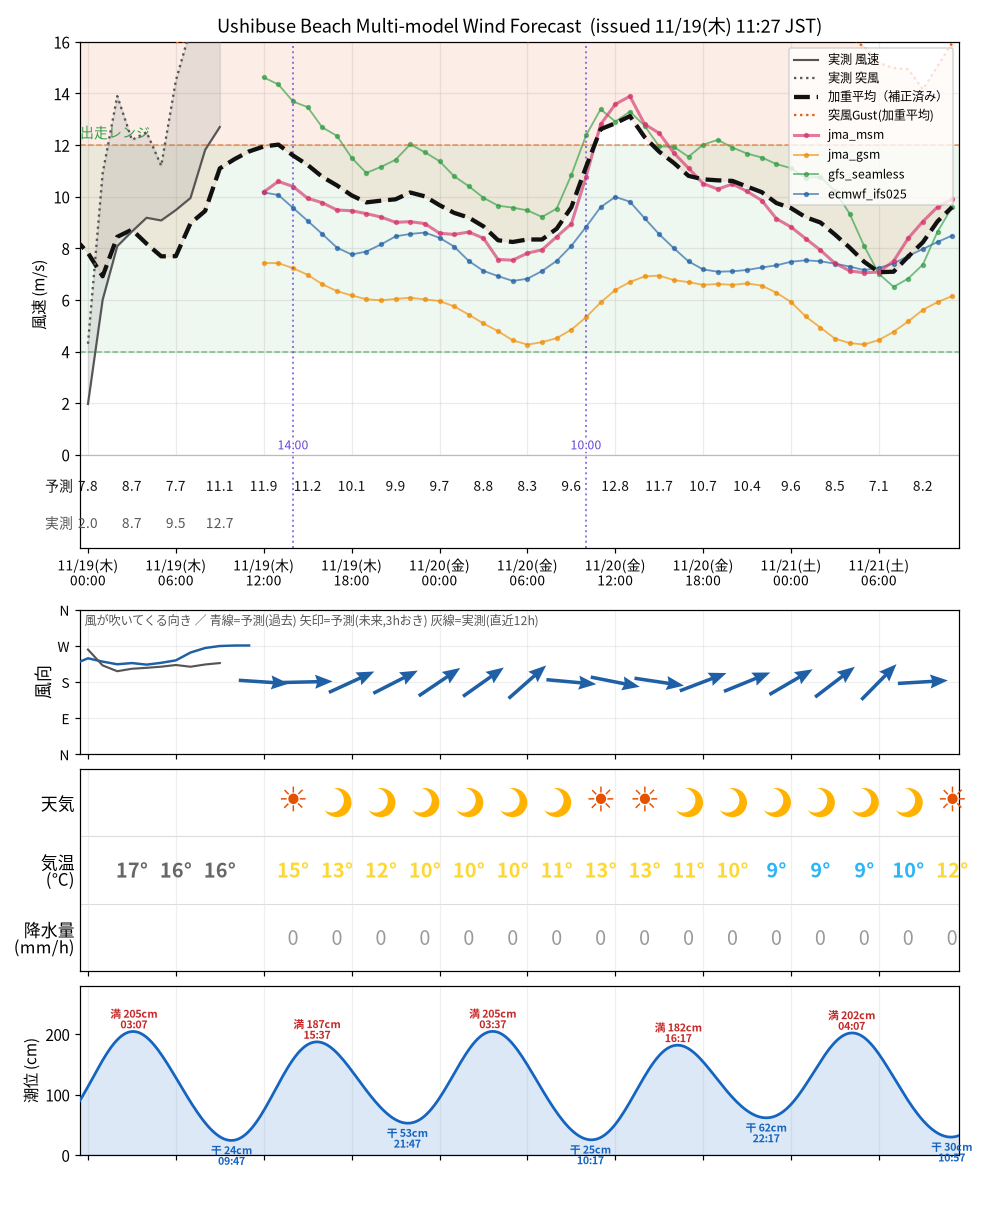 Ushibuse Beach Multi-model Wind Forecast (issued 11/19(木) 11:27 JST)
風速 (m/s)
16
14
12
10
8
6
4
2
0
出走レンジ
実測 風速
実測 突風
加重平均（補正済み）
突風Gust(加重平均)
jma_msm
jma_gsm
gfs_seamless
ecmwf_ifs025
14:00 10:00
予測 7.8 8.7 7.7 11.1 11.9 11.2 10.1 9.9 9.7 8.8 8.3 9.6 12.8 11.7 10.7 10.4 9.6 8.5 7.1 8.2
実測 2.0 8.7 9.5 12.7
11/19(木) 11/19(木) 11/19(木) 11/19(木) 11/20(金) 11/20(金) 11/20(金) 11/20(金) 11/21(土) 11/21(土)
00:00 06:00 12:00 18:00 00:00 06:00 12:00 18:00 00:00 06:00
風が吹いてくる向き ／ 青線=予測(過去) 矢印=予測(未来,3hおき) 灰線=実測(直近12h)
風向
N
W
S
E
N
天気
気温
(°C)
17° 16° 16° 15° 13° 12° 10° 10° 10° 11° 13° 13° 11° 10° 9° 9° 9° 10° 12°
降水量
(mm/h)
0 0 0 0 0 0 0 0 0 0 0 0 0 0 0 0
潮位 (cm)
200
100
0
満 205cm
03:07
満 187cm
15:37
満 205cm
03:37
満 182cm
16:17
満 202cm
04:07
干 24cm
09:47
干 53cm
21:47
干 25cm
10:17
干 62cm
22:17
干 30cm
10:57